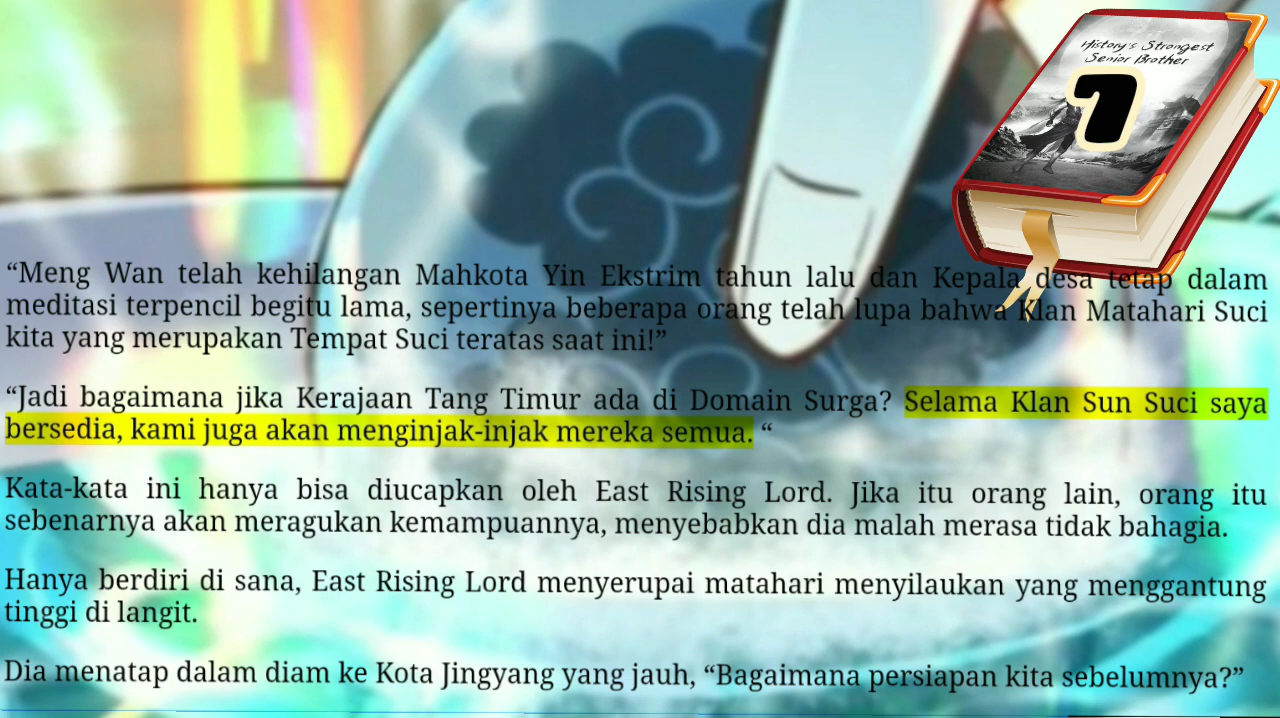 History's Strongest
Senior Brother
7
“Meng Wan telah kehilangan Mahkota Yin Ekstrim tahun lalu dan Kepala desa tetap dalam
meditasi terpencil begitu lama, sepertinya beberapa orang telah lupa bahwa Klan Matahari Suci
kita yang merupakan Tempat Suci teratas saat ini!”
“Jadi bagaimana jika Kerajaan Tang Timur ada di Domain Surga? Selama Klan Sun Suci saya
bersedia, kami juga akan menginjak-injak mereka semua. “
Kata-kata ini hanya bisa diucapkan oleh East Rising Lord. Jika itu orang lain, orang itu
sebenarnya akan meragukan kemampuannya, menyebabkan dia malah merasa tidak bahagia.
Hanya berdiri di sana, East Rising Lord menyerupai matahari menyilaukan yang menggantung
tinggi di langit.
Dia menatap dalam diam ke Kota Jingyang yang jauh, “Bagaimana persiapan kita sebelumnya?”